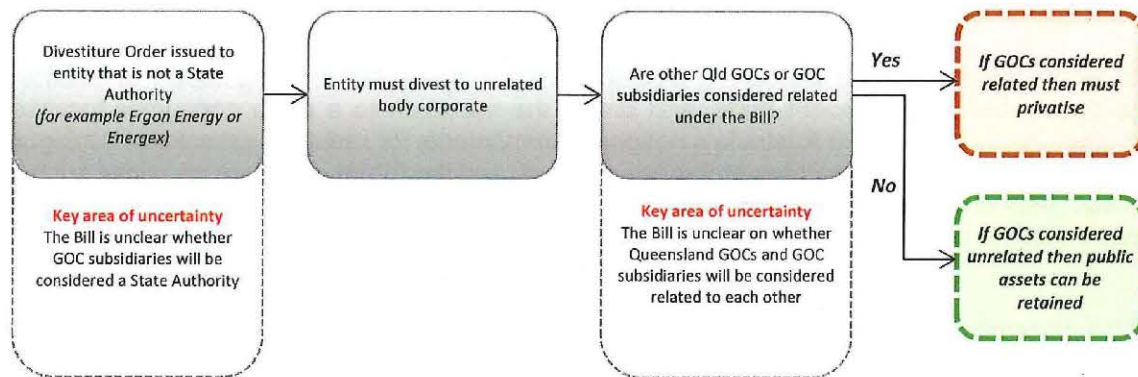 Divestiture Order issued to
entity that is not a State
Authority
(for example Ergon Energy or
Energex)
Key area of uncertainty
The Bill is unclear whether
GOC subsidiaries will be
considered a State Authority
Entity must divest to unrelated
body corporate
Are other Qld GOCs or GOC
subsidiaries considered related
under the Bill?
Key area of uncertainty
The Bill is unclear on whether
Queensland GOCs and GOC
subsidiaries will be considered
related to each other
Yes
If GOCs considered
related then must
privatise
No
If GOCs considered
unrelated then public
assets can be
retained